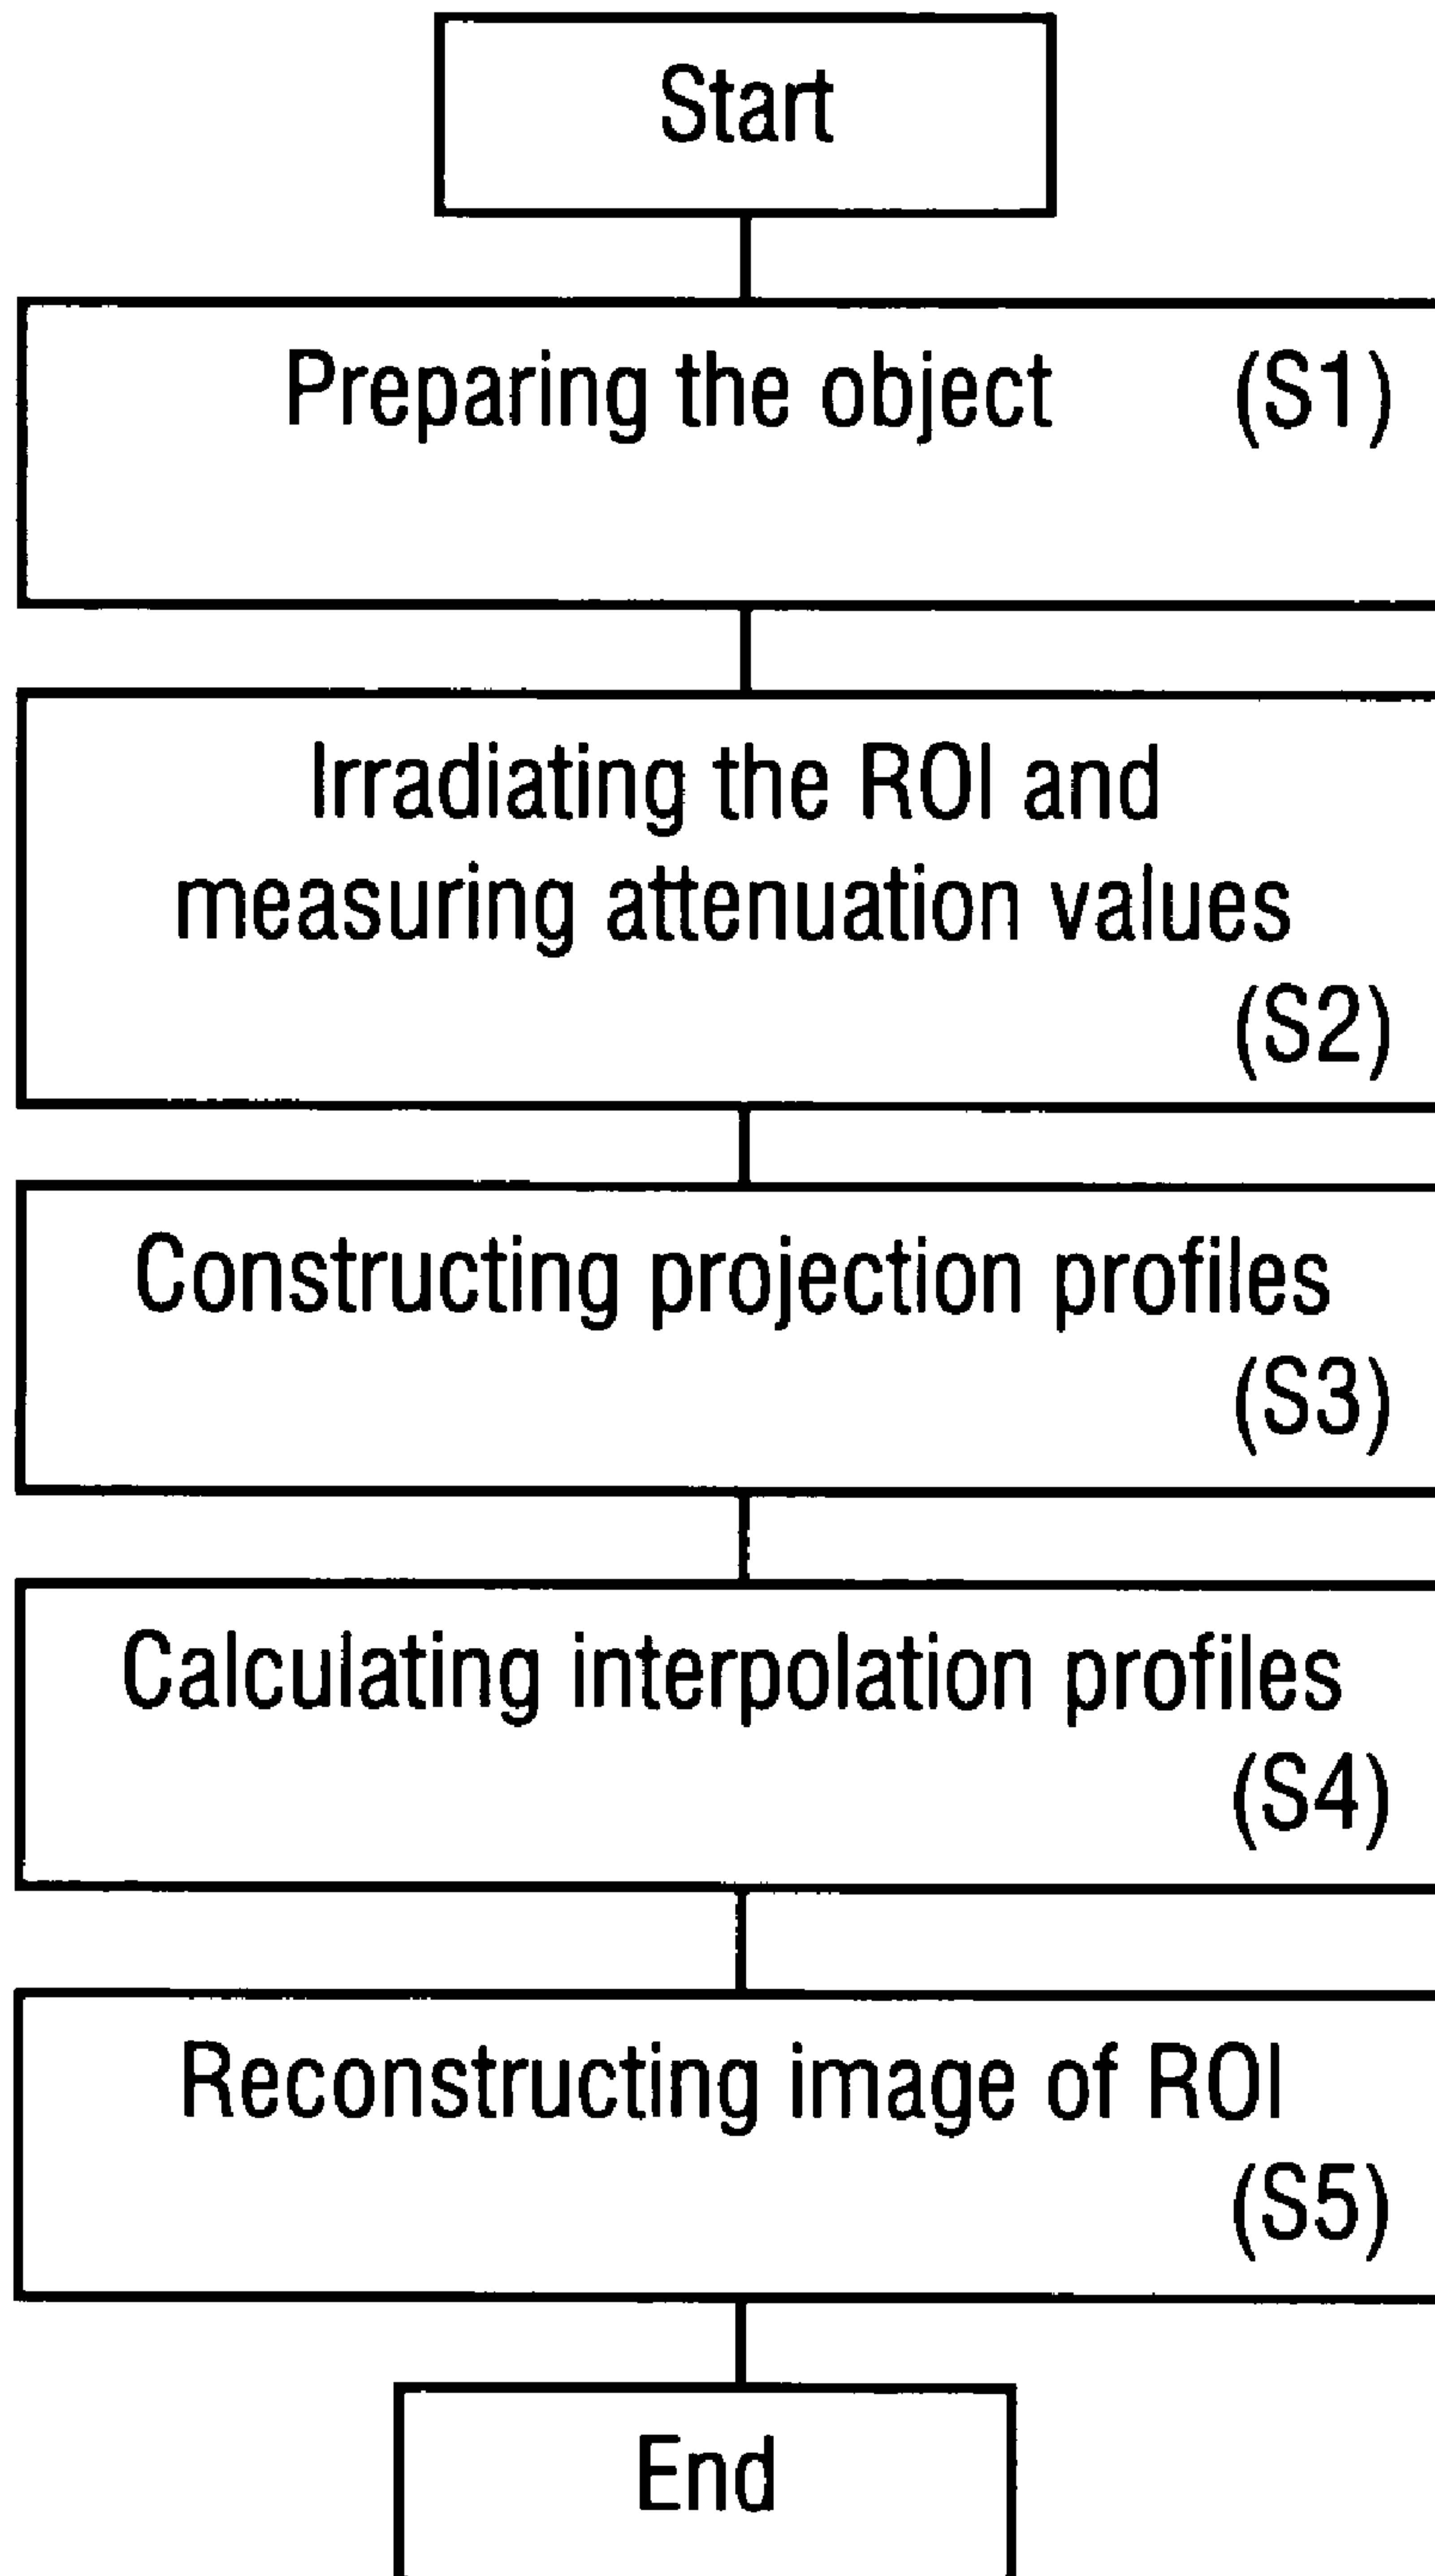 Start
Preparing the object (S1)
Irradiating the ROI and
measuring attenuation values
(S2)
Constructing projection profiles
(S3)
Calculating interpolation profiles
(S4)
Reconstructing image of ROI
(S5)
End